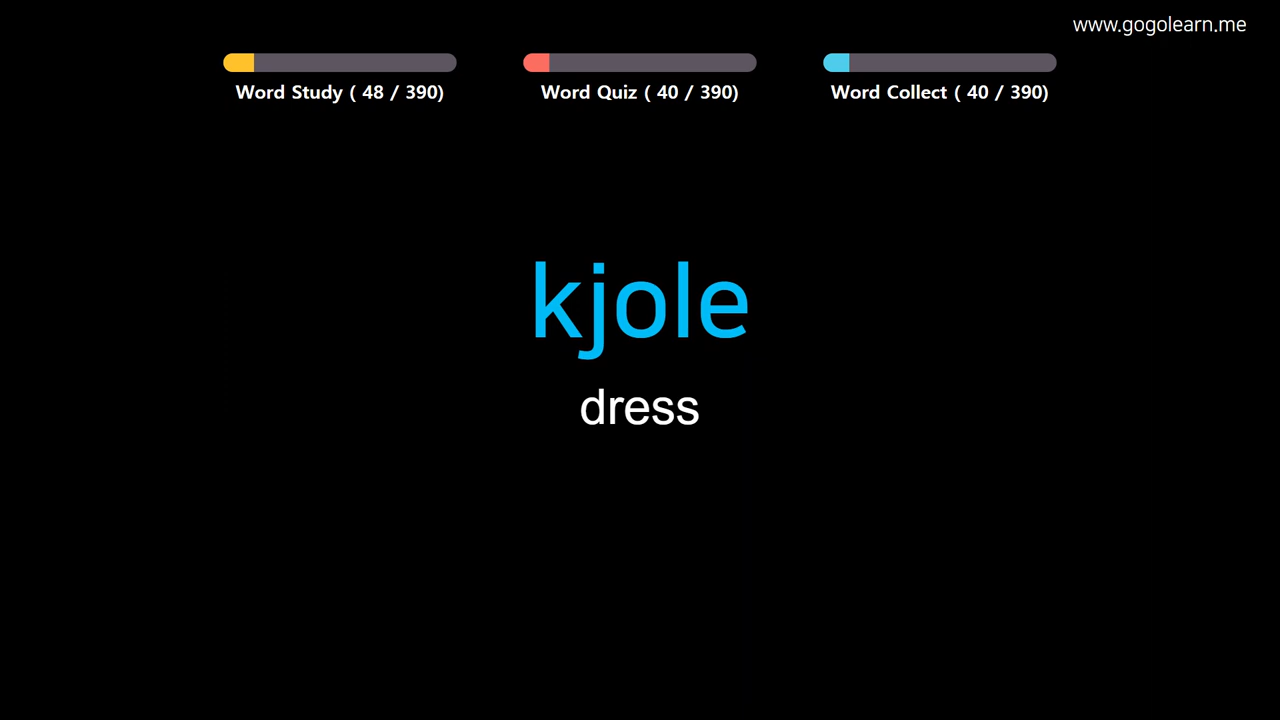 www.gogolearn.me
Word Study ( 48 / 390)
Word Quiz ( 40 / 390)
Word Collect ( 40 / 390)
kjole
dress